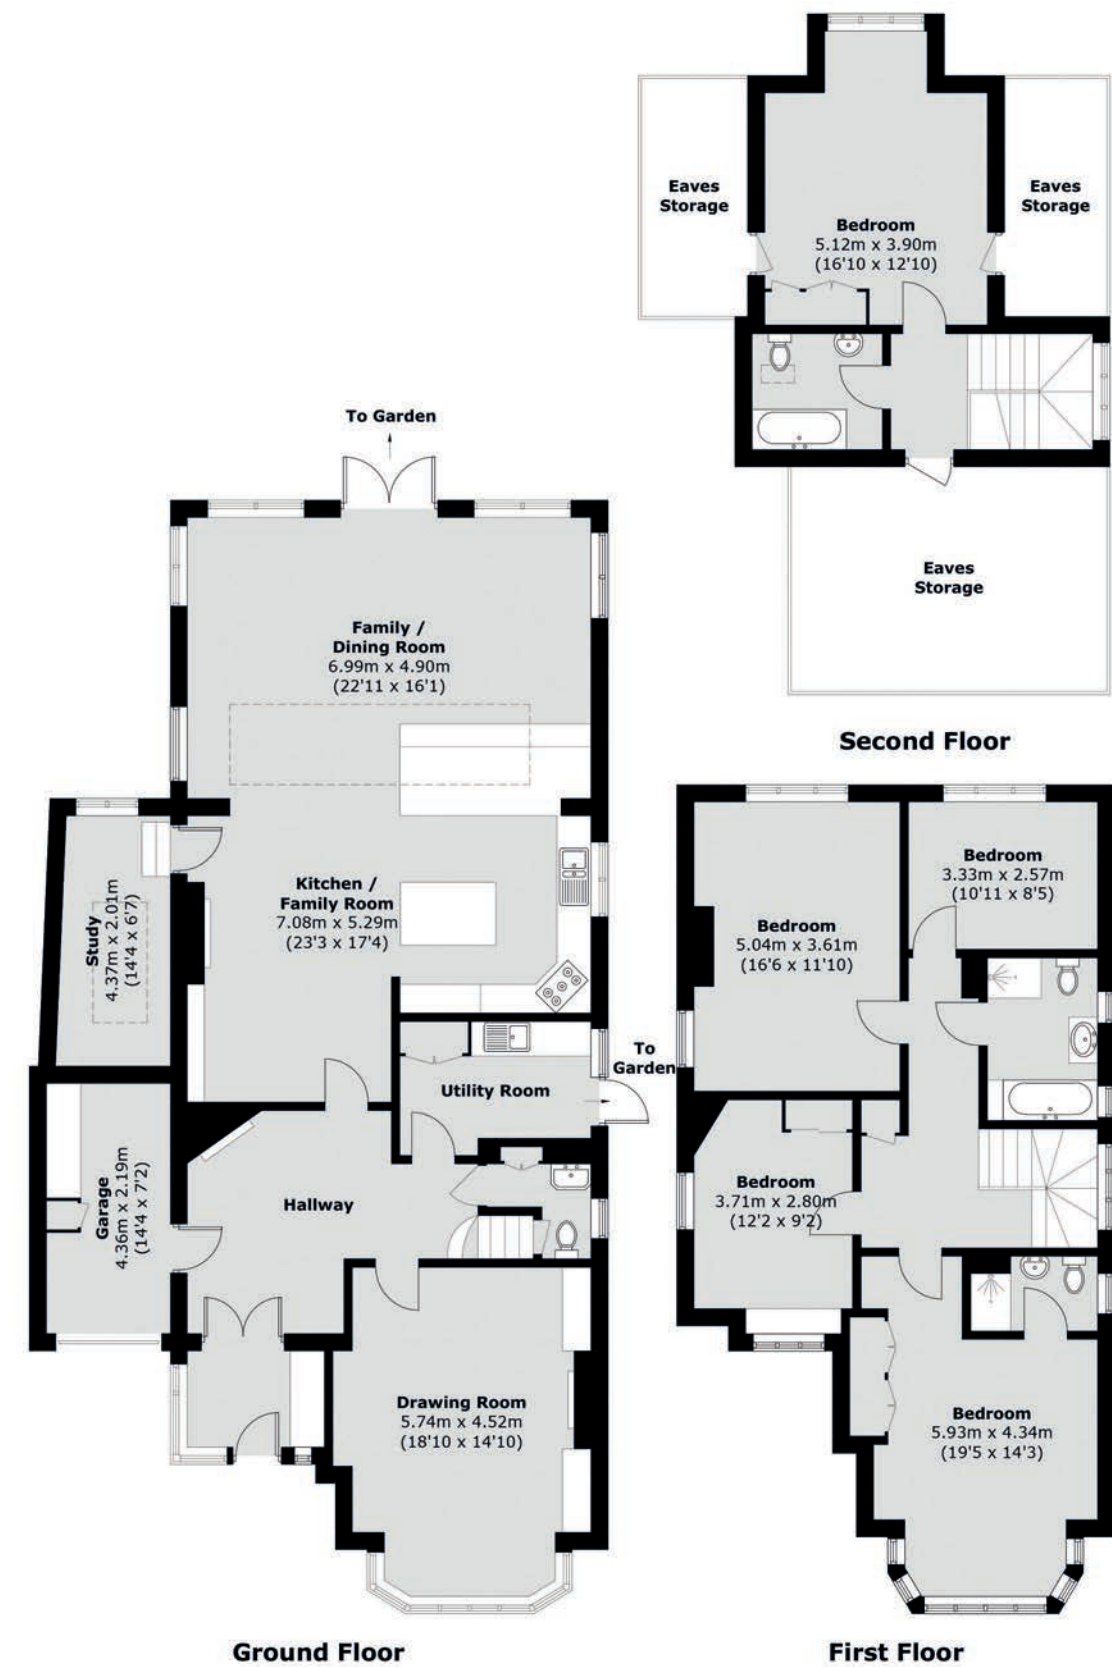 Eaves
Storage
Bedroom
5.12m x 3.90m
(16'10 x 12'10)
Eaves
Storage
Eaves
Storage
Second Floor
To Garden
Family /
Dining Room
6.99m x 4.90m
(22'11 x 16'1)
Kitchen /
Family Room
7.08m x 5.29m
(23'3 x 17'4)
Study
4.37m x 2.01m
(14'4 x 6'7)
To
Garden
Utility Room
Garage
4.36m x 2.19m
(14'4 x 7'2)
Hallway
Drawing Room
5.74m x 4.52m
(18'10 x 14'10)
Ground Floor
Bedroom
3.33m x 2.57m
(10'11 x 8'5)
Bedroom
5.04m x 3.61m
(16'6 x 11'10)
Bedroom
3.71m x 2.80m
(12'2 x 9'2)
Bedroom
5.93m x 4.34m
(19'5 x 14'3)
First Floor